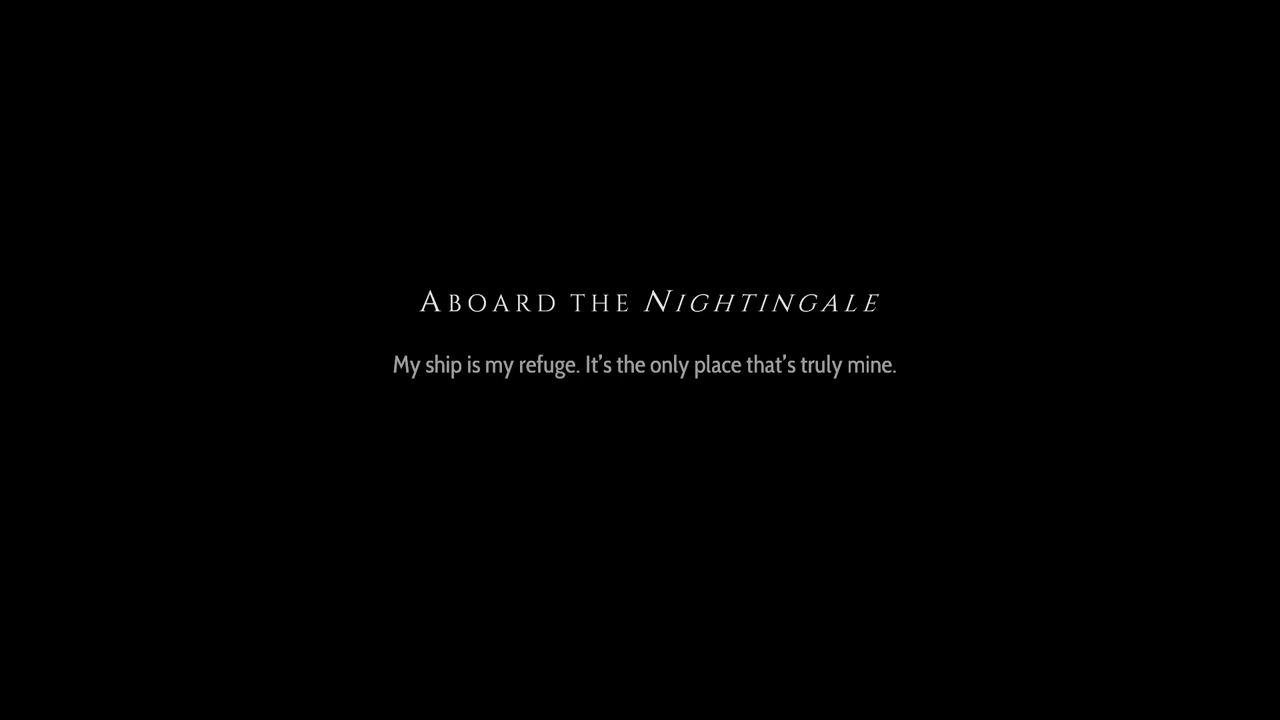 Aboard the Nightingale
My ship is my refuge. It's the only place that's truly mine.